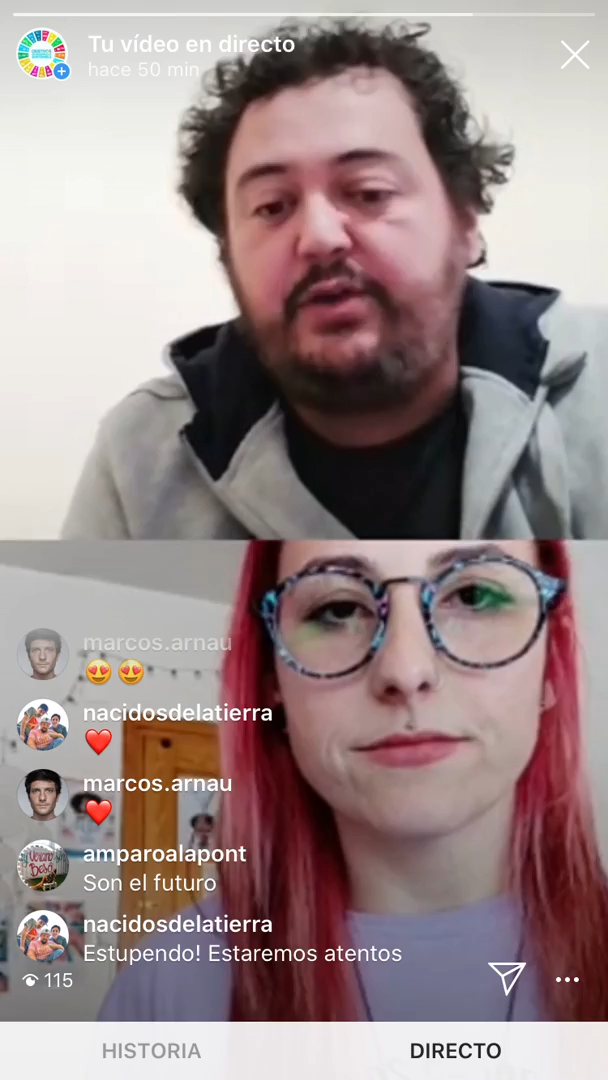 Tu vídeo en directo
hace 50 min
marcos.arnau
😍😍
nacidosdelatierra
❤️
marcos.arnau
❤️
amparoalapont
Son el futuro
nacidosdelatierra
Estupendo! Estaremos atentos
115
HISTORIA
DIRECTO